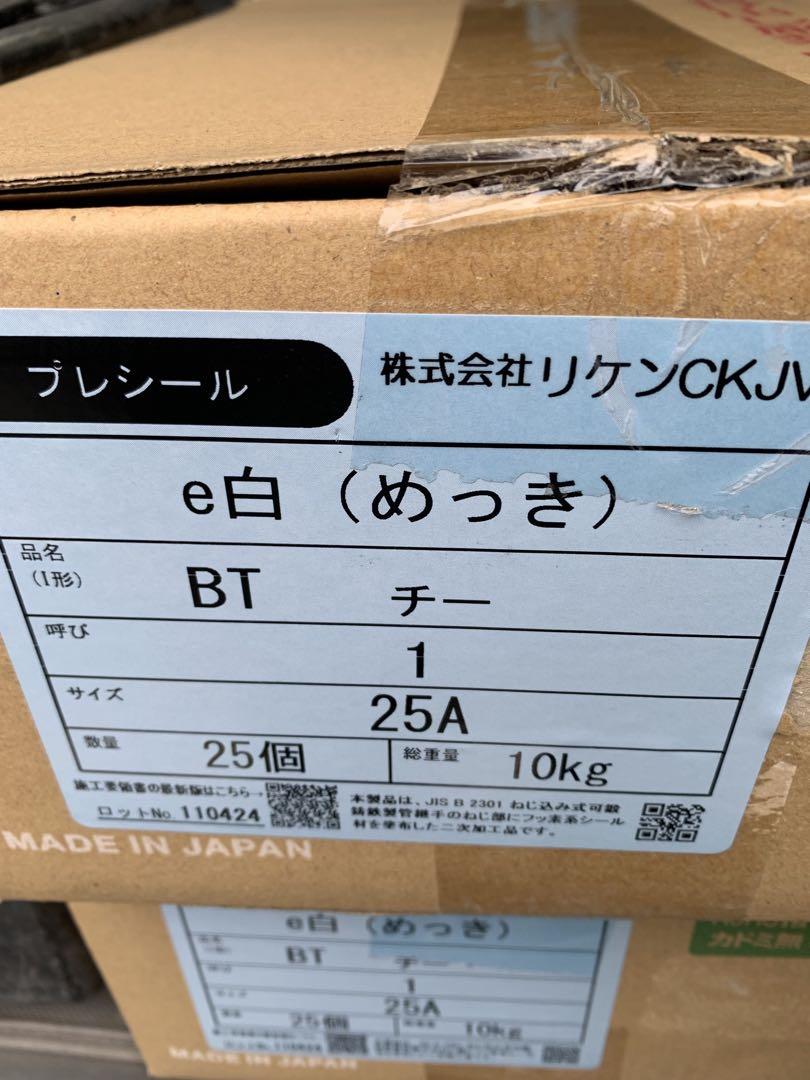 プレシール
株式会社リケンCKJV
e白（めっき）
品名
（I形）
BT チー
呼び
1
サイズ
25A
数量
25個
総重量
10kg
施工要領書の最新版はこちら→
ロットNo. 110424
本製品は、JIS B 2301 ねじ込み式可鍛
鋳鉄製管継手のねじ部にフッ素系シール
材を塗布した二次加工品です。
MADE IN JAPAN
e白（めっき）
BT チー
1
25A
25個
10kg
MADE IN JAPAN
カドミ無